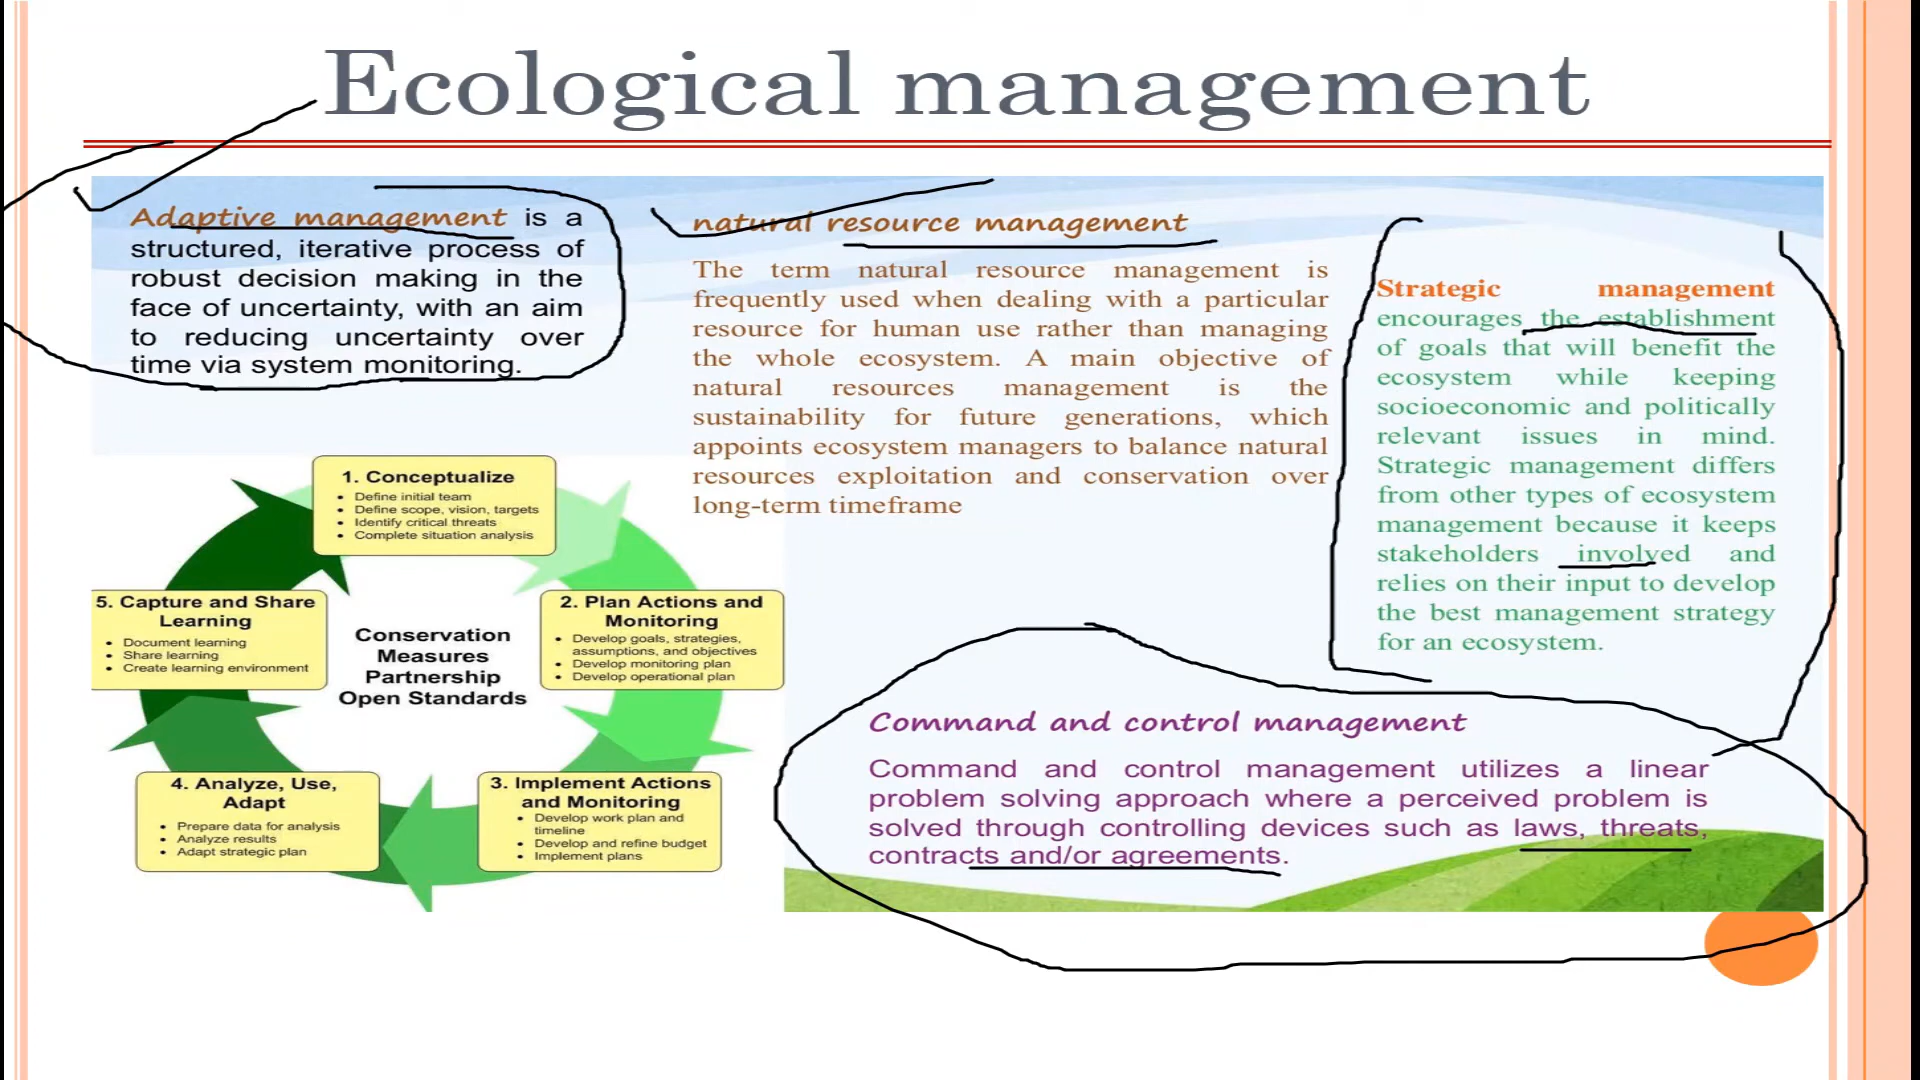 Ecological management
Adaptive management is a
structured, iterative process of
robust decision making in the
face of uncertainty, with an aim
to reducing uncertainty over
time via system monitoring.
natural resource management
The term natural resource management is
frequently used when dealing with a particular
resource for human use rather than managing
the whole ecosystem. A main objective of
natural resources management is the
sustainability for future generations, which
appoints ecosystem managers to balance natural
resources exploitation and conservation over
long-term timeframe
Strategic management
encourages the establishment
of goals that will benefit the
ecosystem while keeping
socioeconomic and politically
relevant issues in mind.
Strategic management differs
from other types of ecosystem
management because it keeps
stakeholders involved and
relies on their input to develop
the best management strategy
for an ecosystem.
1. Conceptualize
• Define initial team
• Define scope, vision, targets
• Identify critical threats
• Complete situation analysis
2. Plan Actions and
Monitoring
• Develop goals, strategies,
assumptions, and objectives
• Develop monitoring plan
• Develop operational plan
3. Implement Actions
and Monitoring
• Develop work plan and
timeline
• Develop and refine budget
• Implement plans
4. Analyze, Use,
Adapt
• Prepare data for analysis
• Analyze results
• Adapt strategic plan
5. Capture and Share
Learning
• Document learning
• Share learning
• Create learning environment
Conservation
Measures
Partnership
Open Standards
Command and control management
Command and control management utilizes a linear
problem solving approach where a perceived problem is
solved through controlling devices such as laws, threats,
contracts and/or agreements.